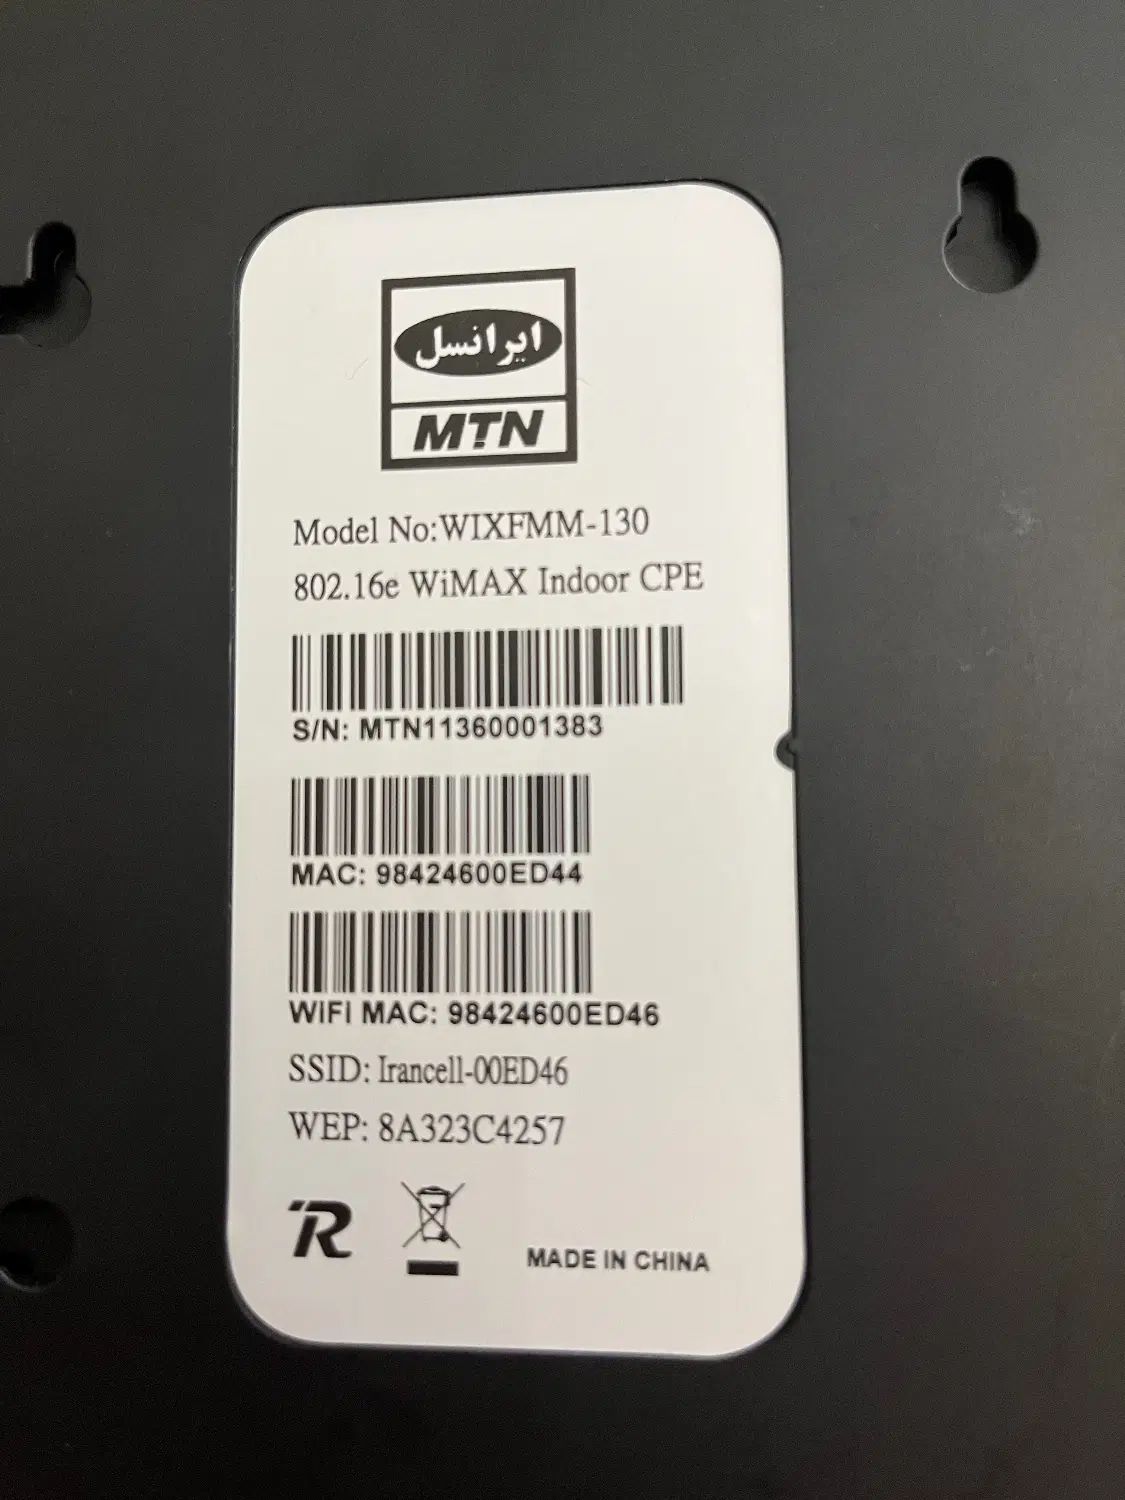 ایرانسل
MTN
Model No:WIXFMM-130
802.16e WiMAX Indoor CPE
S/N: MTN11360001383
MAC: 98424600ED44
WIFI MAC: 98424600ED46
SSID: Irancell-00ED46
WEP: 8A323C4257
R
MADE IN CHINA